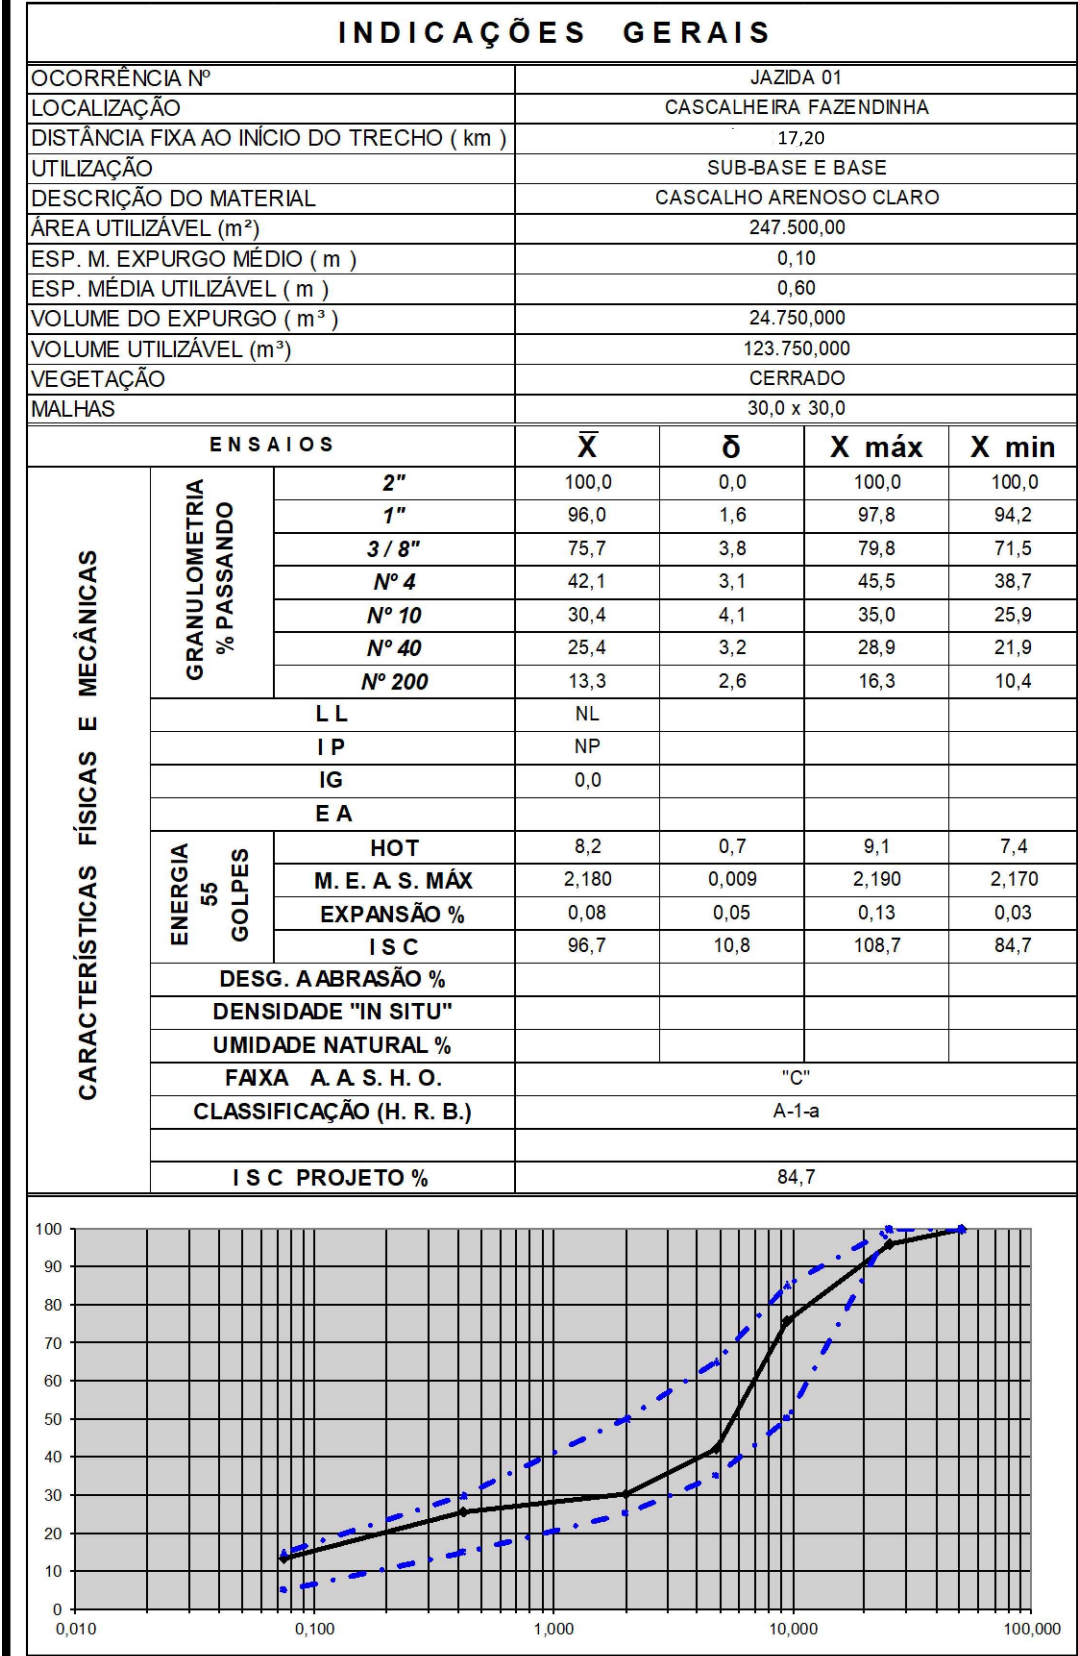 INDICAÇÕES GERAIS
OCORRÊNCIA Nº JAZIDA 01
LOCALIZAÇÃO CASCALHEIRA FAZENDINHA
DISTÂNCIA FIXA AO INÍCIO DO TRECHO ( km ) 17,20
UTILIZAÇÃO SUB-BASE E BASE
DESCRIÇÃO DO MATERIAL CASCALHO ARENOSO CLARO
ÁREA UTILIZÁVEL (m²) 247.500,00
ESP. M. EXPURGO MÉDIO ( m ) 0,10
ESP. MÉDIA UTILIZÁVEL ( m ) 0,60
VOLUME DO EXPURGO ( m³ ) 24.750,000
VOLUME UTILIZÁVEL (m³) 123.750,000
VEGETAÇÃO CERRADO
MALHAS 30,0 x 30,0
ENSAIOS X̅ δ X máx X min
CARACTERÍSTICAS FÍSICAS E MECÂNICAS
GRANULOMETRIA
% PASSANDO
2" 100,0 0,0 100,0 100,0
1" 96,0 1,6 97,8 94,2
3 / 8" 75,7 3,8 79,8 71,5
Nº 4 42,1 3,1 45,5 38,7
Nº 10 30,4 4,1 35,0 25,9
Nº 40 25,4 3,2 28,9 21,9
Nº 200 13,3 2,6 16,3 10,4
L L NL
I P NP
IG 0,0
E A
ENERGIA
55
GOLPES
HOT 8,2 0,7 9,1 7,4
M. E. A. S. MÁX 2,180 0,009 2,190 2,170
EXPANSÃO % 0,08 0,05 0,13 0,03
I S C 96,7 10,8 108,7 84,7
DESG. A ABRASÃO %
DENSIDADE "IN SITU"
UMIDADE NATURAL %
FAIXA A. A. S. H. O. "C"
CLASSIFICAÇÃO (H. R. B.) A-1-a
I S C PROJETO % 84,7
100
90
80
70
60
50
40
30
20
10
0
0,010 0,100 1,000 10,000 100,000